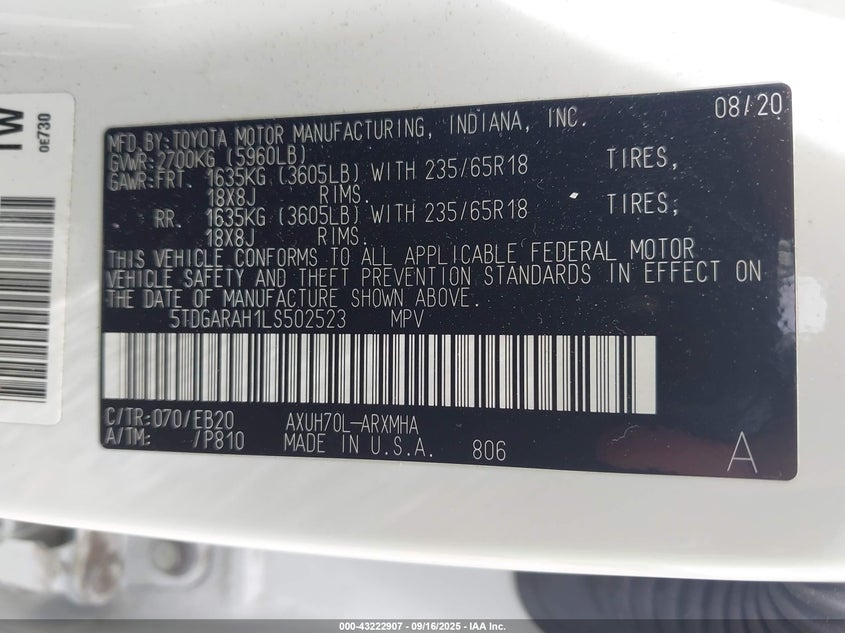 1W
0E730
08/20
MFD.BY:TOYOTA MOTOR MANUFACTURING, INDIANA, INC.
GVWR:2700KG (5960LB)
GAWR:FRT. 1635KG (3605LB) WITH 235/65R18 TIRES,
18X8J RIMS.
RR. 1635KG (3605LB) WITH 235/65R18 TIRES,
18X8J RIMS.
THIS VEHICLE CONFORMS TO ALL APPLICABLE FEDERAL MOTOR
VEHICLE SAFETY AND THEFT PREVENTION STANDARDS IN EFFECT ON
THE DATE OF MANUFACTURE SHOWN ABOVE.
5TDGARAH1LS502523 MPV
C/TR:070/EB20 AXUH70L-ARXMHA
A/TM: /P810 MADE IN U.S.A. 806
A
000-43222907 - 09/16/2025 - IAA Inc.